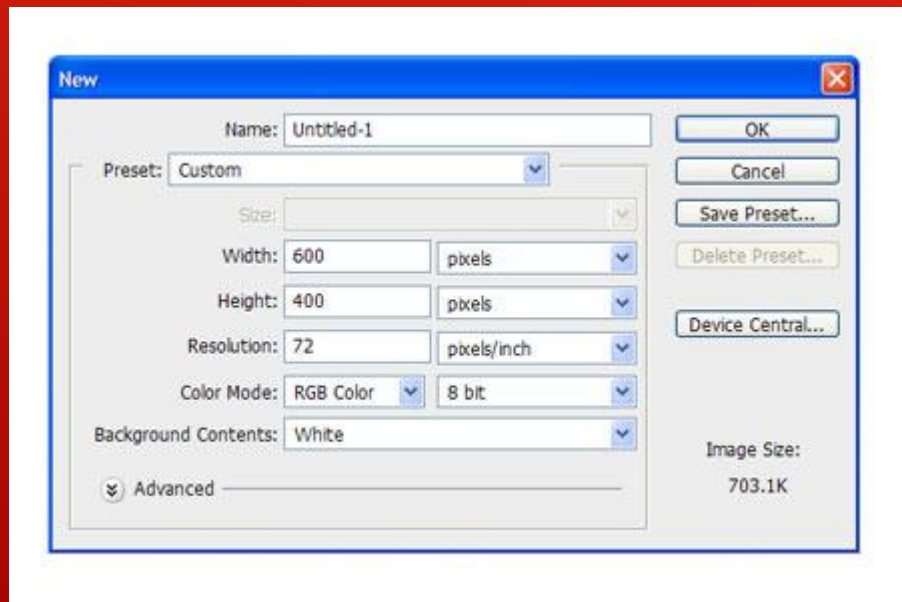 New
Name: Untitled-1
OK
Preset: Custom
Cancel
Size:
Save Preset...
Width: 600 pixels
Delete Preset...
Height: 400 pixels
Device Central...
Resolution: 72 pixels/inch
Color Mode: RGB Color 8 bit
Background Contents: White
Image Size:
Advanced
703.1K